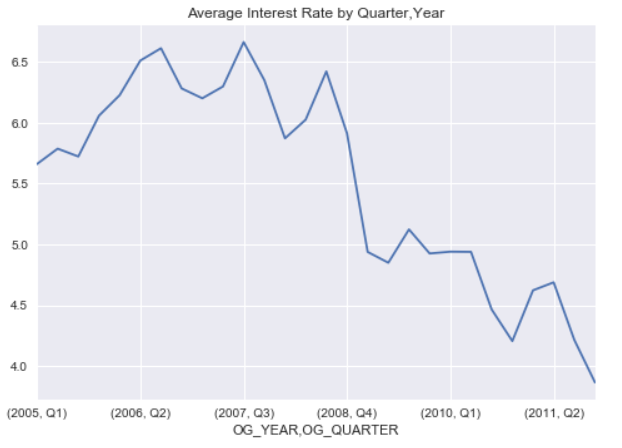 Average Interest Rate by Quarter,Year
6.5
6.0
5.5
5.0
4.5
4.0
(2005, Q1) (2006, Q2) (2007, Q3) (2008, Q4) (2010, Q1) (2011, Q2)
OG_YEAR,OG_QUARTER